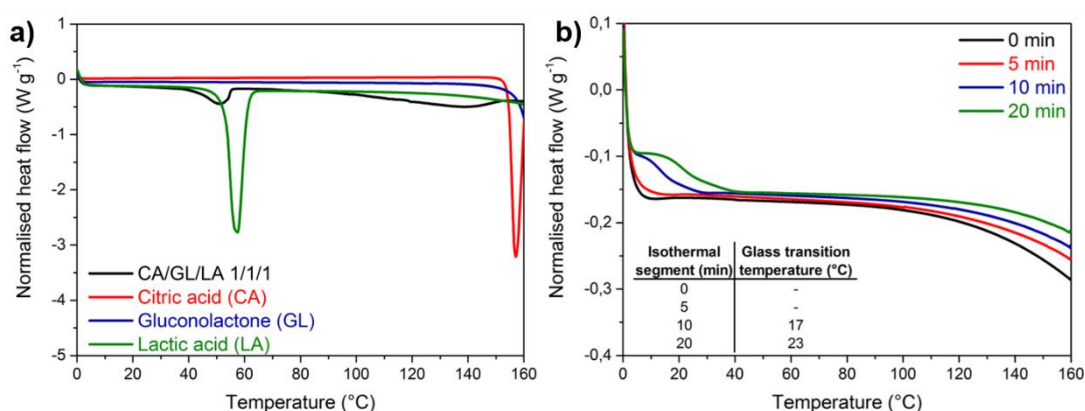 a)
Normalised heat flow (W g⁻¹)
1
0
-1
-2
-3
-4
-5
CA/GL/LA 1/1/1
Citric acid (CA)
Gluconolactone (GL)
Lactic acid (LA)
0 20 40 60 80 100 120 140 160
Temperature (°C)
b)
Normalised heat flow (W g⁻¹)
0,1
0,0
-0,1
-0,2
-0,3
-0,4
0 min
5 min
10 min
20 min
Isothermal Glass transition
segment (min) temperature (°C)
0 -
5 -
10 17
20 23
0 20 40 60 80 100 120 140 160
Temperature (°C)